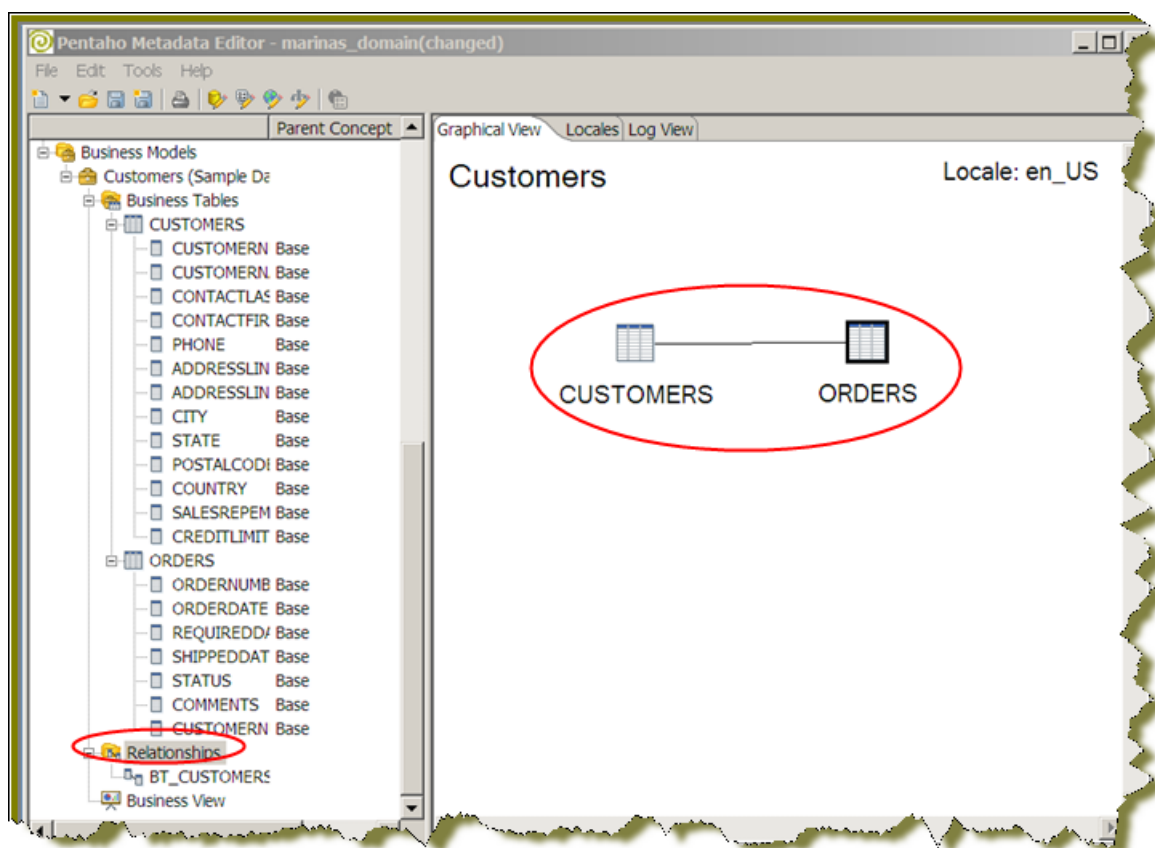 Pentaho Metadata Editor - marinas_domain(changed)
File Edit Tools Help
Parent Concept
Business Models
Customers (Sample Da
Business Tables
CUSTOMERS
CUSTOMERN Base
CUSTOMERN Base
CONTACTLAS Base
CONTACTFIR Base
PHONE Base
ADDRESSLIN Base
ADDRESSLIN Base
CITY Base
STATE Base
POSTALCOD Base
COUNTRY Base
SALESREPEM Base
CREDITLIMIT Base
ORDERS
ORDERNUMB Base
ORDERDATE Base
REQUIREDDA Base
SHIPPEDDAT Base
STATUS Base
COMMENTS Base
CUSTOMERN Base
Relationships
BT_CUSTOMERS
Business View
Graphical View Locales Log View
Customers
Locale: en_US
CUSTOMERS ORDERS